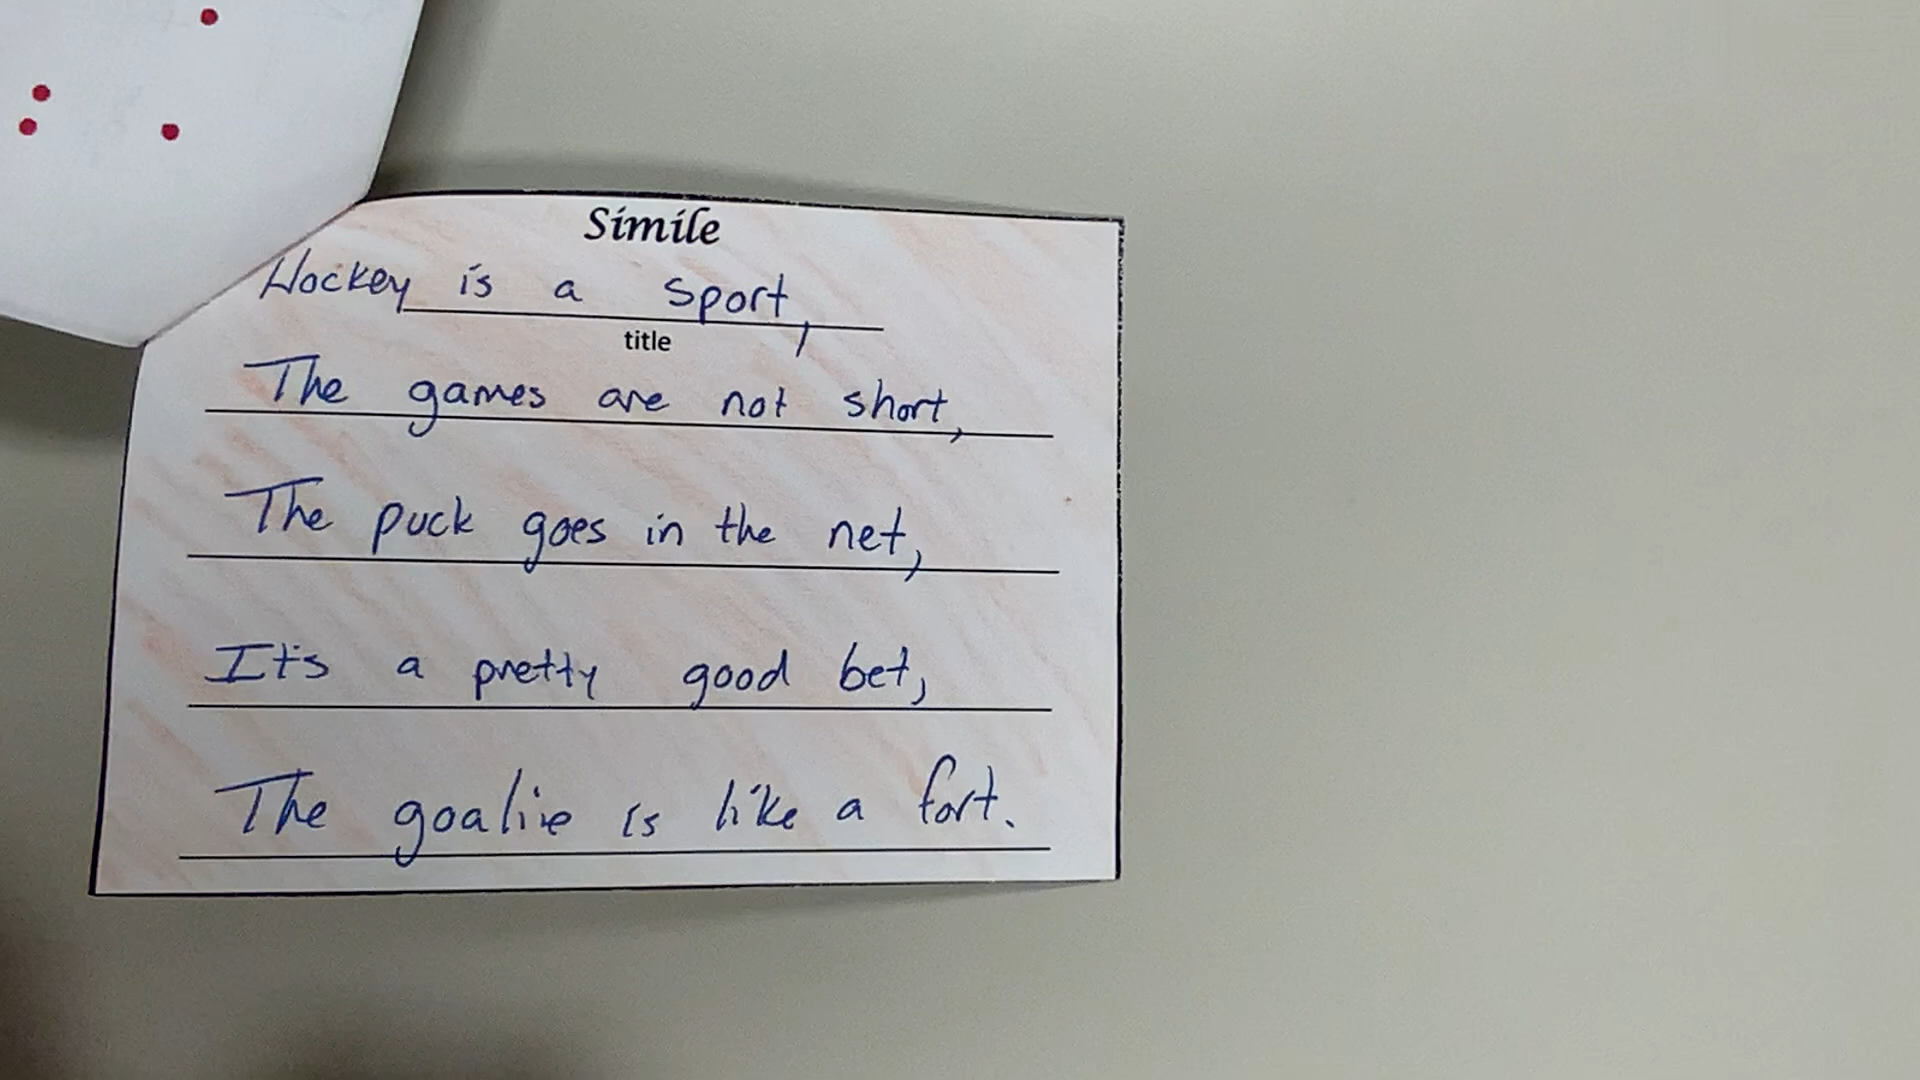 Simile
Hockey is a sport,
title
The games are not short,
The puck goes in the net,
It's a pretty good bet,
The goalie is like a fort.